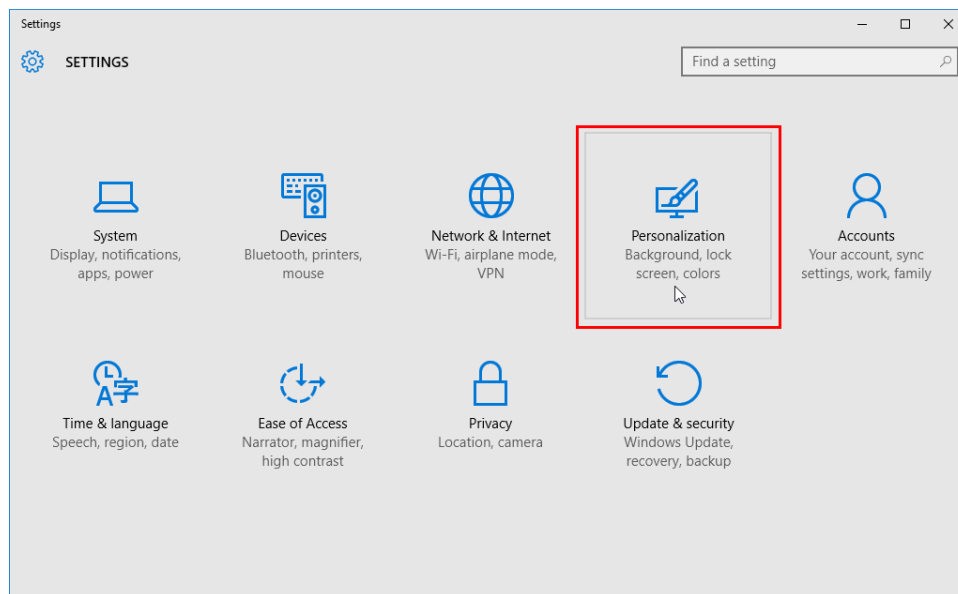 Settings
SETTINGS
Find a setting
System
Display, notifications,
apps, power
Devices
Bluetooth, printers,
mouse
Network & Internet
Wi-Fi, airplane mode,
VPN
Personalization
Background, lock
screen, colors
Accounts
Your account, sync
settings, work, family
A字
Time & language
Speech, region, date
Ease of Access
Narrator, magnifier,
high contrast
Privacy
Location, camera
Update & security
Windows Update,
recovery, backup